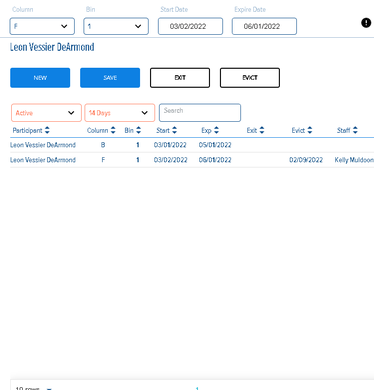 Column Bin Start Date Expire Date
F 1 03/02/2022 06/01/2022
Leon Vessier DeArmond
NEW SAVE EXIT EVICT
Active 14 Days Search
Participant Column Bin Start Exp Exit Evict Staff
Leon Vessier DeArmond B 1 03/01/2022 05/01/2022
Leon Vessier DeArmond F 1 03/02/2022 06/01/2022 02/09/2022 Kelly Muldoon
10 rows 1